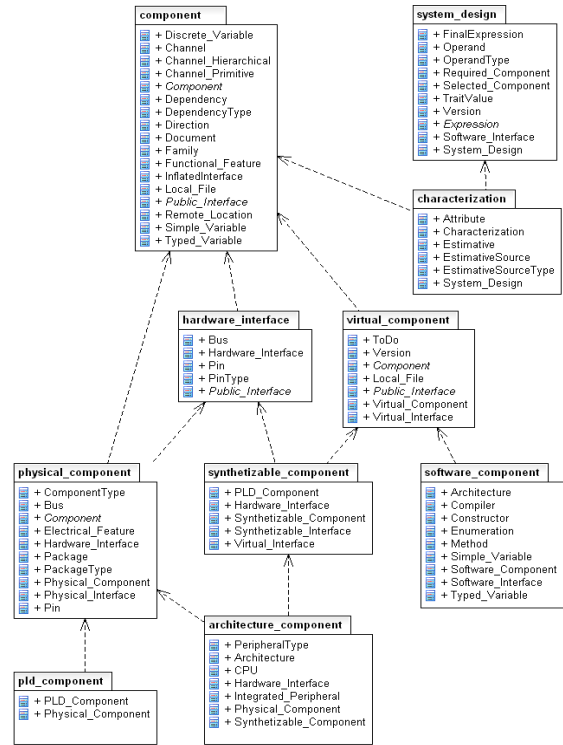 component
+ Discrete_Variable
+ Channel
+ Channel_Hierarchical
+ Channel_Primitive
+ Component
+ Dependency
+ DependencyType
+ Direction
+ Document
+ Family
+ Functional_Feature
+ InflatedInterface
+ Local_File
+ Public_Interface
+ Remote_Location
+ Simple_Variable
+ Typed_Variable
system_design
+ FinalExpression
+ Operand
+ OperandType
+ Required_Component
+ Selected_Component
+ TraitValue
+ Version
+ Expression
+ Software_Interface
+ System_Design
characterization
+ Attribute
+ Characterization
+ Estimative
+ EstimativeSource
+ EstimativeSourceType
+ System_Design
hardware_interface
+ Bus
+ Hardware_Interface
+ Pin
+ PinType
+ Public_Interface
virtual_component
+ ToDo
+ Version
+ Component
+ Local_File
+ Public_Interface
+ Virtual_Component
+ Virtual_Interface
physical_component
+ ComponentType
+ Bus
+ Component
+ Electrical_Feature
+ Hardware_Interface
+ Package
+ PackageType
+ Physical_Component
+ Physical_Interface
+ Pin
synthetizable_component
+ PLD_Component
+ Hardware_Interface
+ Synthetizable_Component
+ Synthetizable_Interface
+ Virtual_Interface
software_component
+ Architecture
+ Compiler
+ Constructor
+ Enumeration
+ Method
+ Simple_Variable
+ Software_Component
+ Software_Interface
+ Typed_Variable
architecture_component
+ PeripheralType
+ Architecture
+ CPU
+ Hardware_Interface
+ Integrated_Peripheral
+ Physical_Component
+ Synthetizable_Component
pld_component
+ PLD_Component
+ Physical_Component